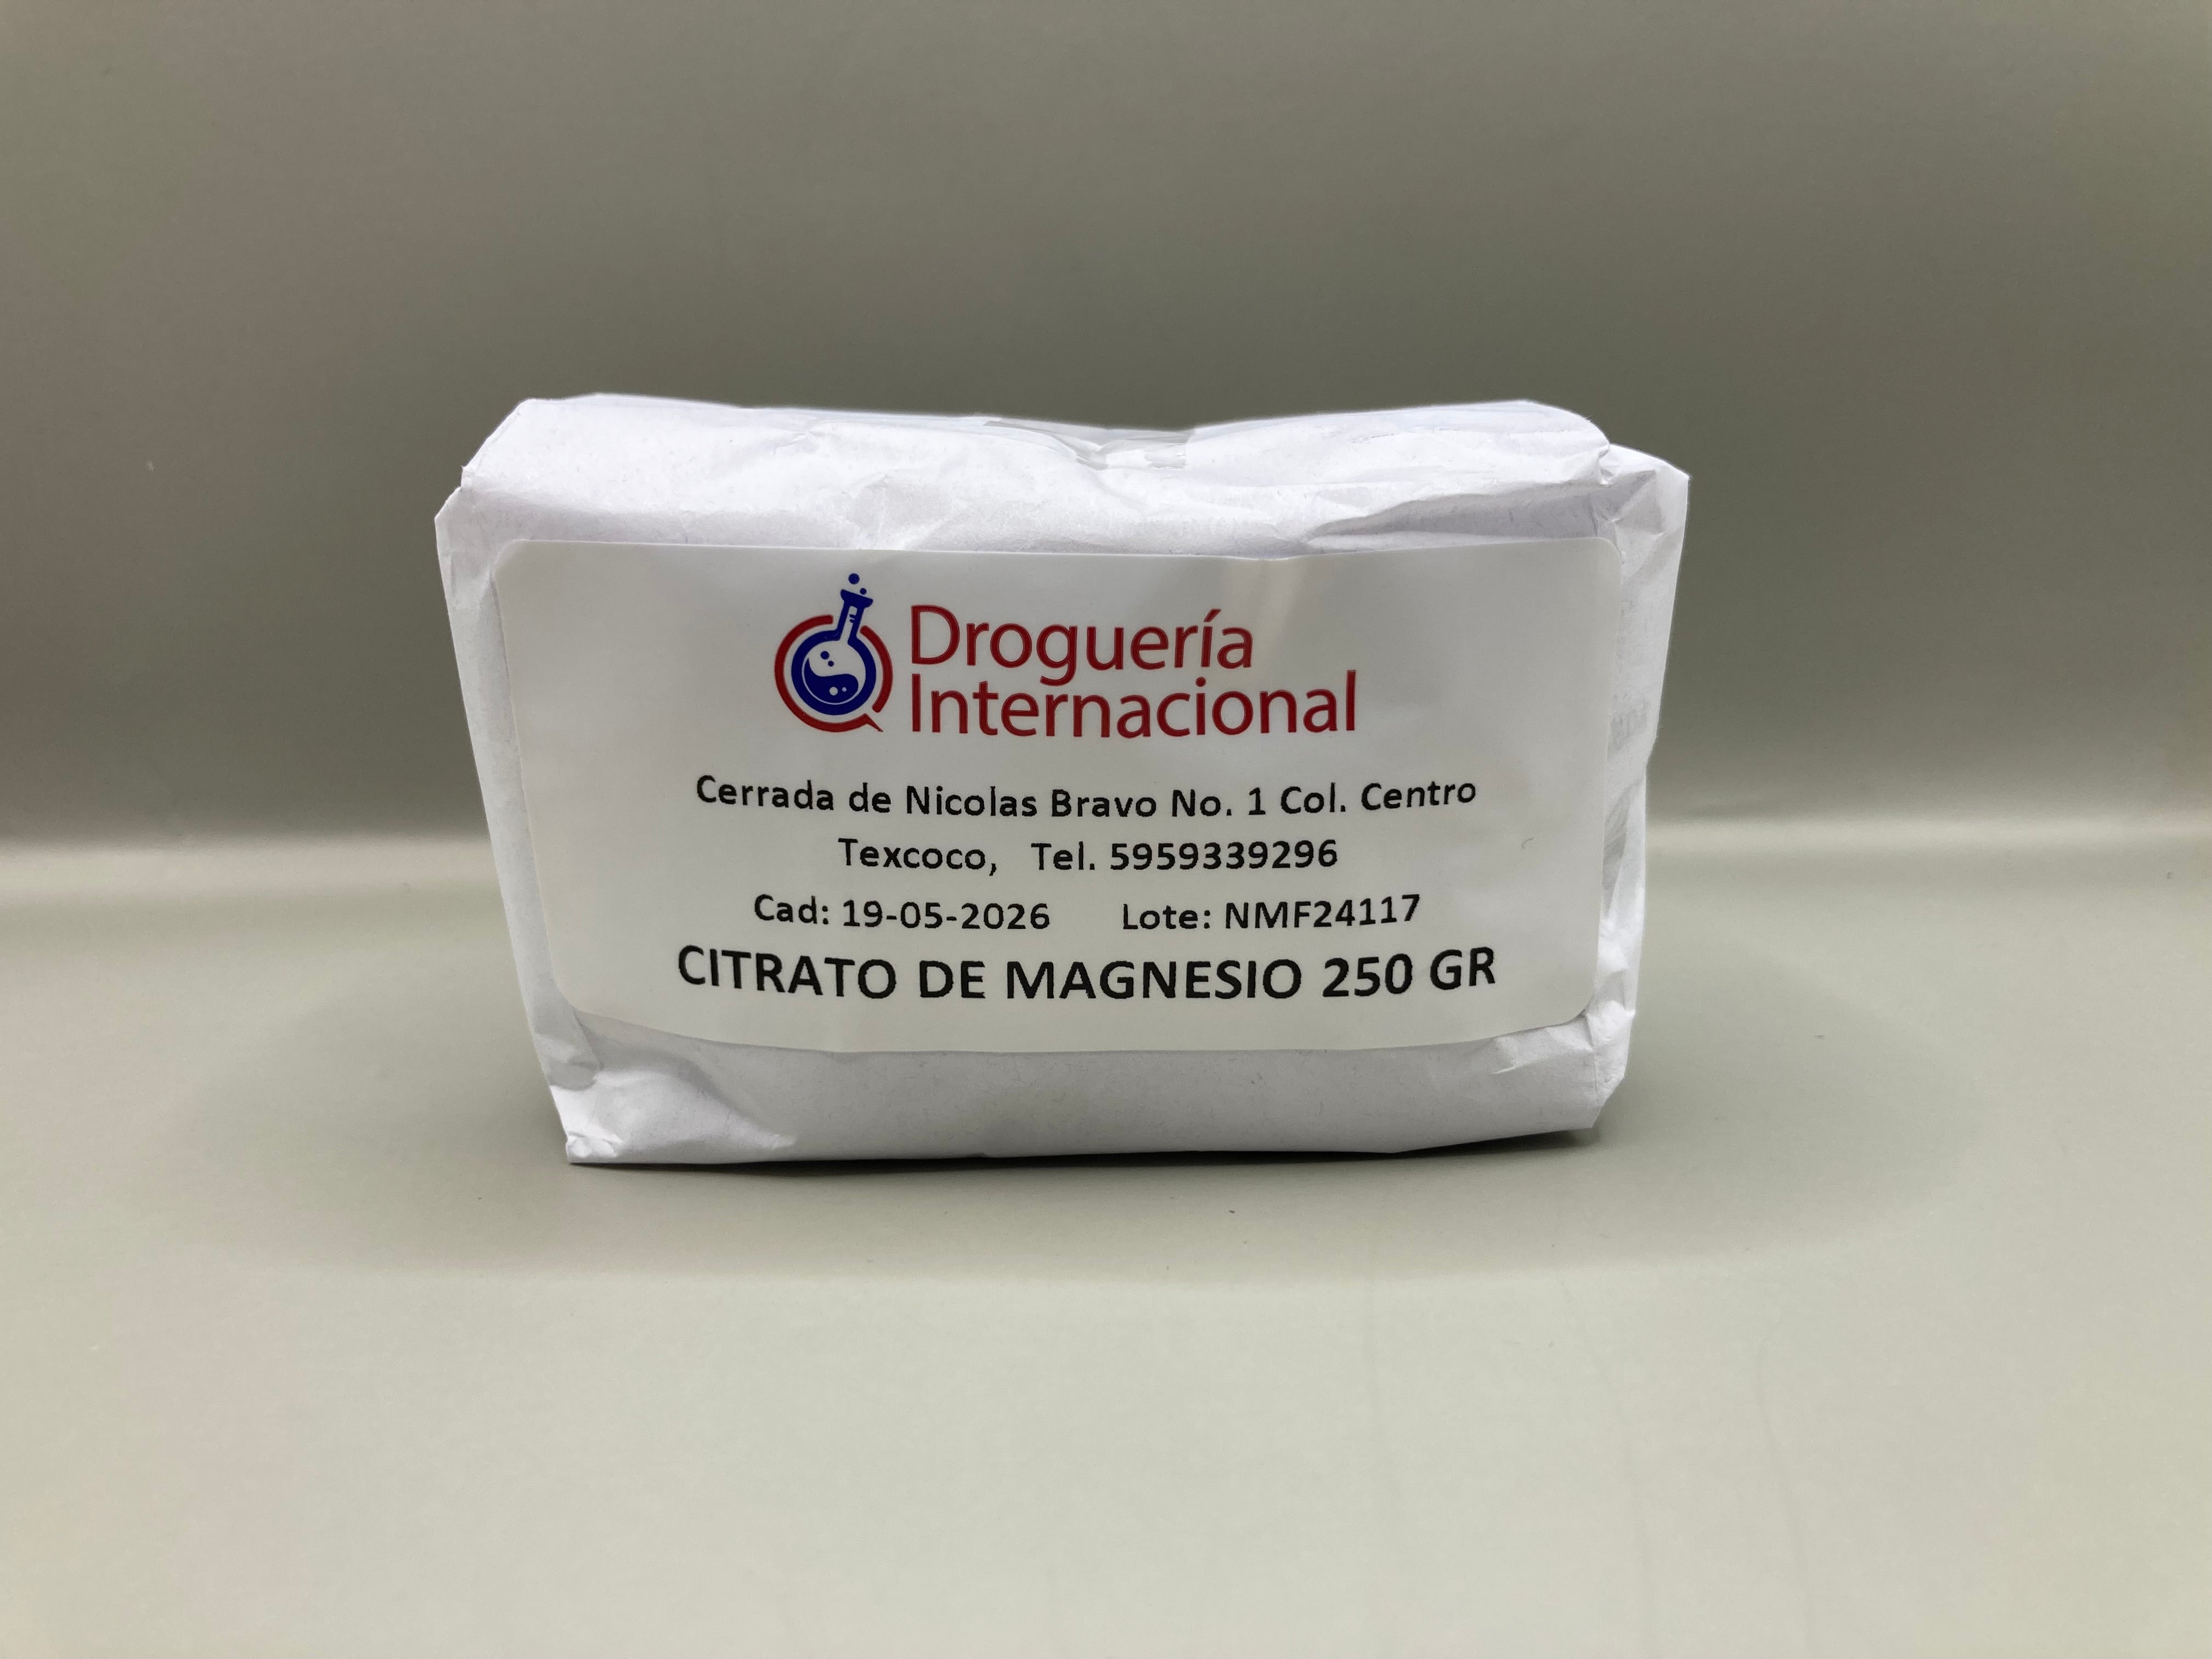 Droguería
Internacional
Cerrada de Nicolas Bravo No. 1 Col. Centro
Texcoco, Tel. 5959339296
Cad: 19-05-2026 Lote: NMF24117
CITRATO DE MAGNESIO 250 GR